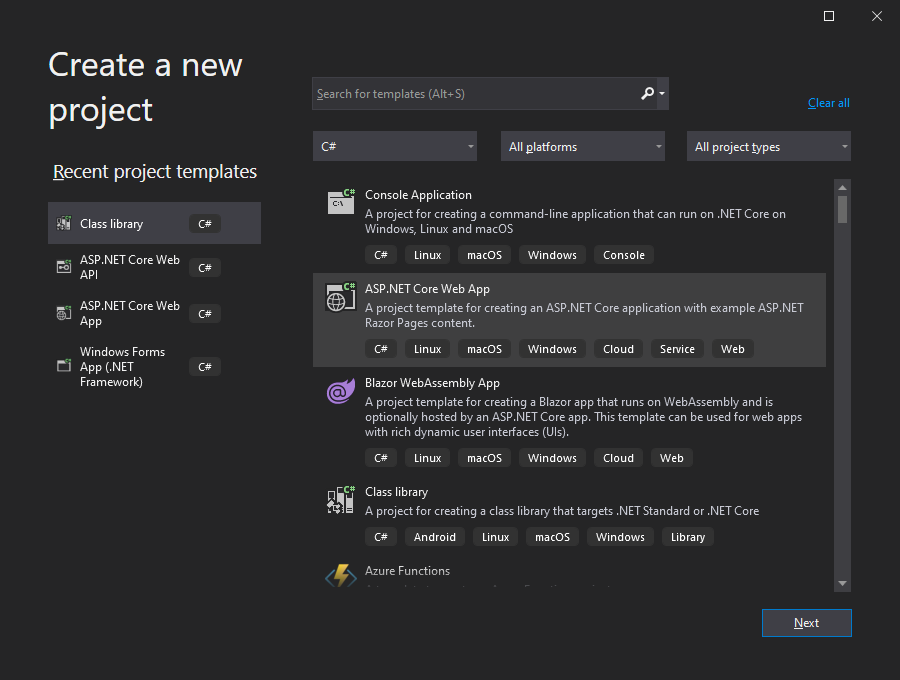 Create a new
project
Recent project templates
Class library C#
ASP.NET Core Web
API C#
ASP.NET Core Web
App C#
Windows Forms
App (.NET C#
Framework)
Search for templates (Alt+S)
Clear all
C# All platforms All project types
C#
C:\
Console Application
A project for creating a command-line application that can run on .NET Core on
Windows, Linux and macOS
C# Linux macOS Windows Console
C#
ASP.NET Core Web App
A project template for creating an ASP.NET Core application with example ASP.NET
Razor Pages content.
C# Linux macOS Windows Cloud Service Web
@
Blazor WebAssembly App
A project template for creating a Blazor app that runs on WebAssembly and is
optionally hosted by an ASP.NET Core app. This template can be used for web apps
with rich dynamic user interfaces (UIs).
C# Linux macOS Windows Cloud Web
C#
Class library
A project for creating a class library that targets .NET Standard or .NET Core
C# Android Linux macOS Windows Library
Azure Functions
Next